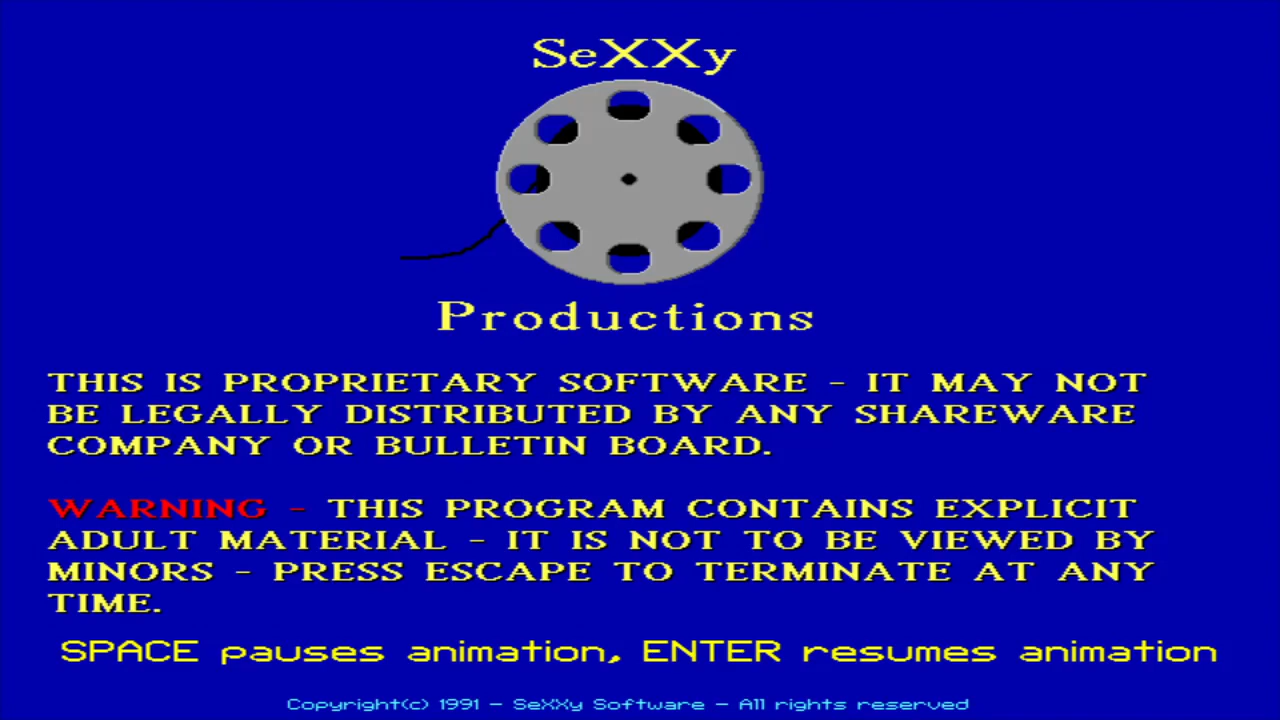 SeXXy
Productions
THIS IS PROPRIETARY SOFTWARE - IT MAY NOT
BE LEGALLY DISTRIBUTED BY ANY SHAREWARE
COMPANY OR BULLETIN BOARD.
WARNING - THIS PROGRAM CONTAINS EXPLICIT
ADULT MATERIAL - IT IS NOT TO BE VIEWED BY
MINORS - PRESS ESCAPE TO TERMINATE AT ANY
TIME.
SPACE pauses animation, ENTER resumes animation
Copyright(c) 1991 - SeXXy Software - All rights reserved